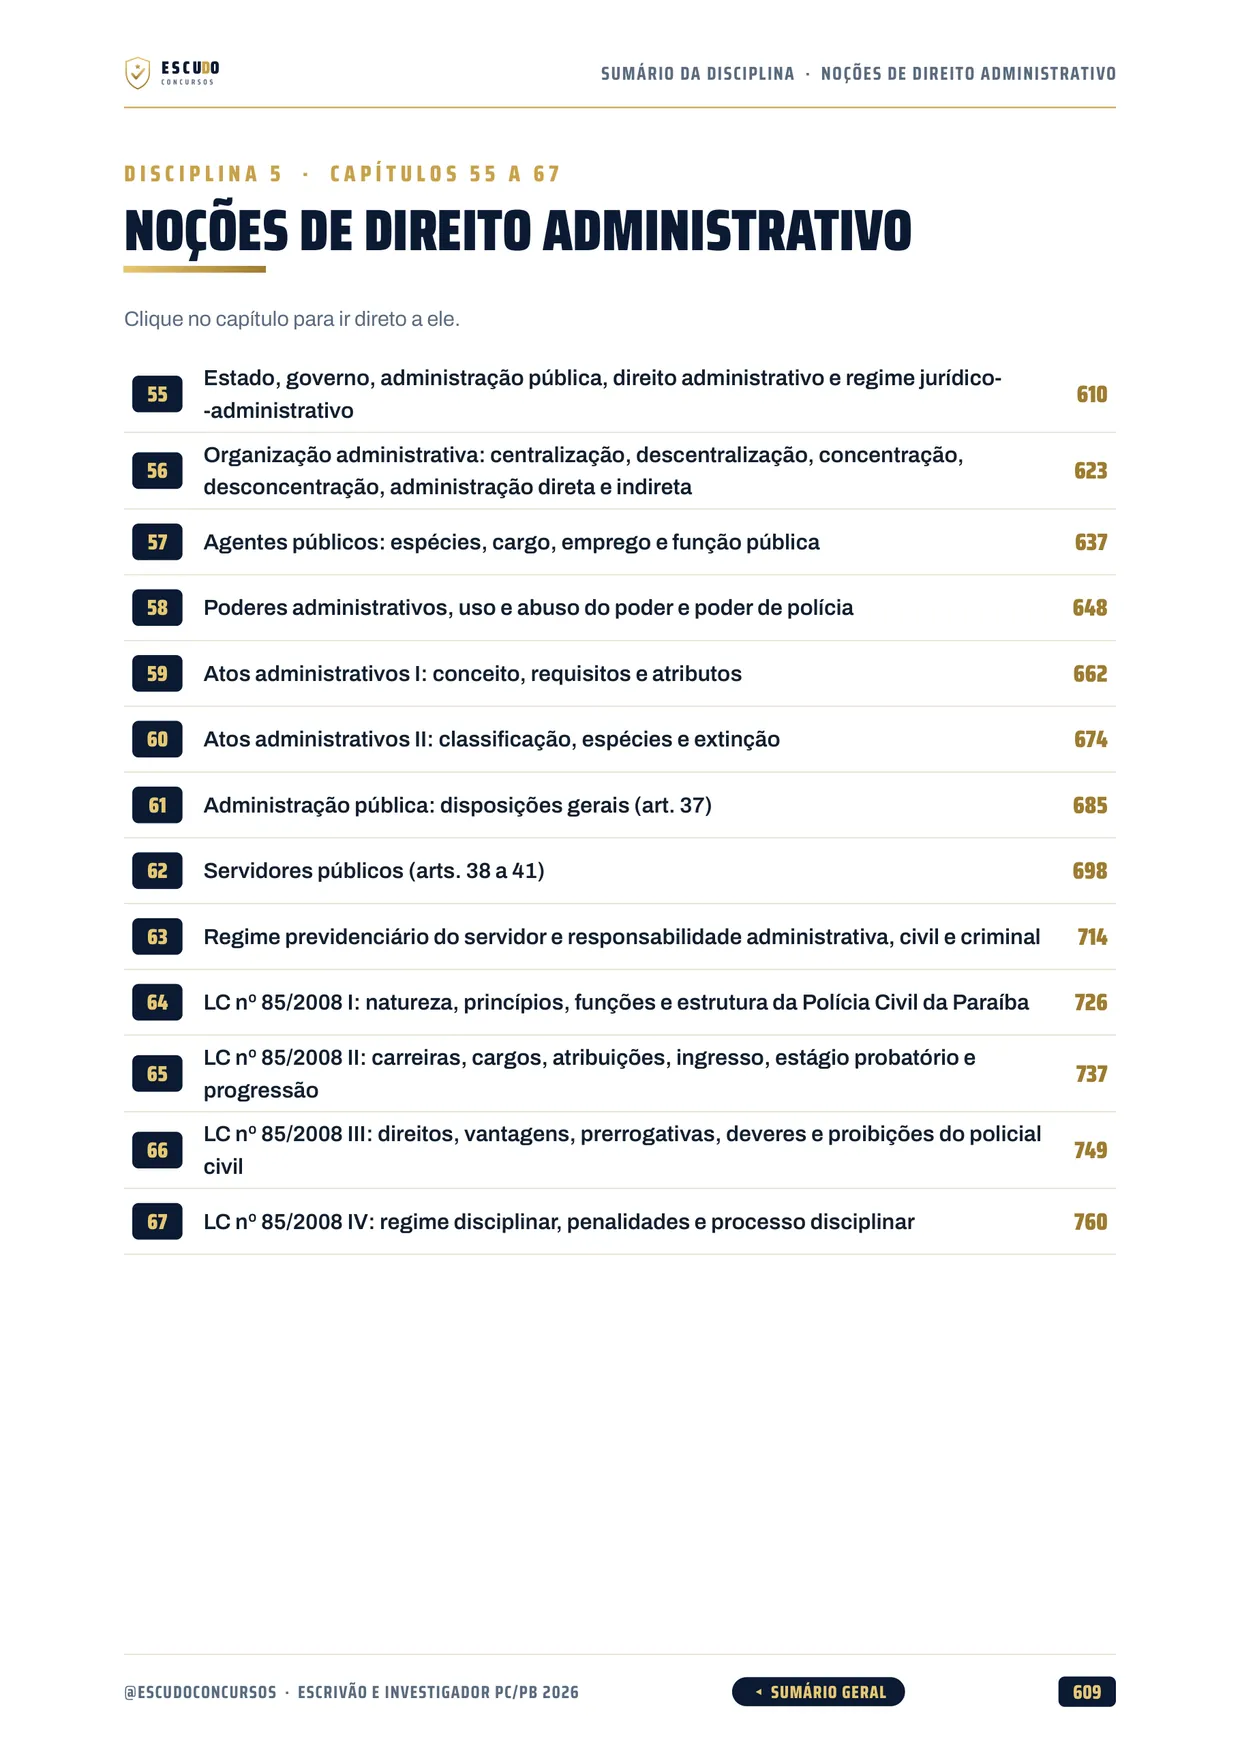 ESCUDO
CONCURSOS
SUMÁRIO DA DISCIPLINA · NOÇÕES DE DIREITO ADMINISTRATIVO
DISCIPLINA 5 · CAPÍTULOS 55 A 67
NOÇÕES DE DIREITO ADMINISTRATIVO
Clique no capítulo para ir direto a ele.
55 Estado, governo, administração pública, direito administrativo e regime jurídico- 610
-administrativo
56 Organização administrativa: centralização, descentralização, concentração, 623
desconcentração, administração direta e indireta
57 Agentes públicos: espécies, cargo, emprego e função pública 637
58 Poderes administrativos, uso e abuso do poder e poder de polícia 648
59 Atos administrativos I: conceito, requisitos e atributos 662
60 Atos administrativos II: classificação, espécies e extinção 674
61 Administração pública: disposições gerais (art. 37) 685
62 Servidores públicos (arts. 38 a 41) 698
63 Regime previdenciário do servidor e responsabilidade administrativa, civil e criminal 714
64 LC nº 85/2008 I: natureza, princípios, funções e estrutura da Polícia Civil da Paraíba 726
65 LC nº 85/2008 II: carreiras, cargos, atribuições, ingresso, estágio probatório e 737
progressão
66 LC nº 85/2008 III: direitos, vantagens, prerrogativas, deveres e proibições do policial 749
civil
67 LC nº 85/2008 IV: regime disciplinar, penalidades e processo disciplinar 760
@ESCUDOCONCURSOS · ESCRIVÃO E INVESTIGADOR PC/PB 2026
SUMÁRIO GERAL
609